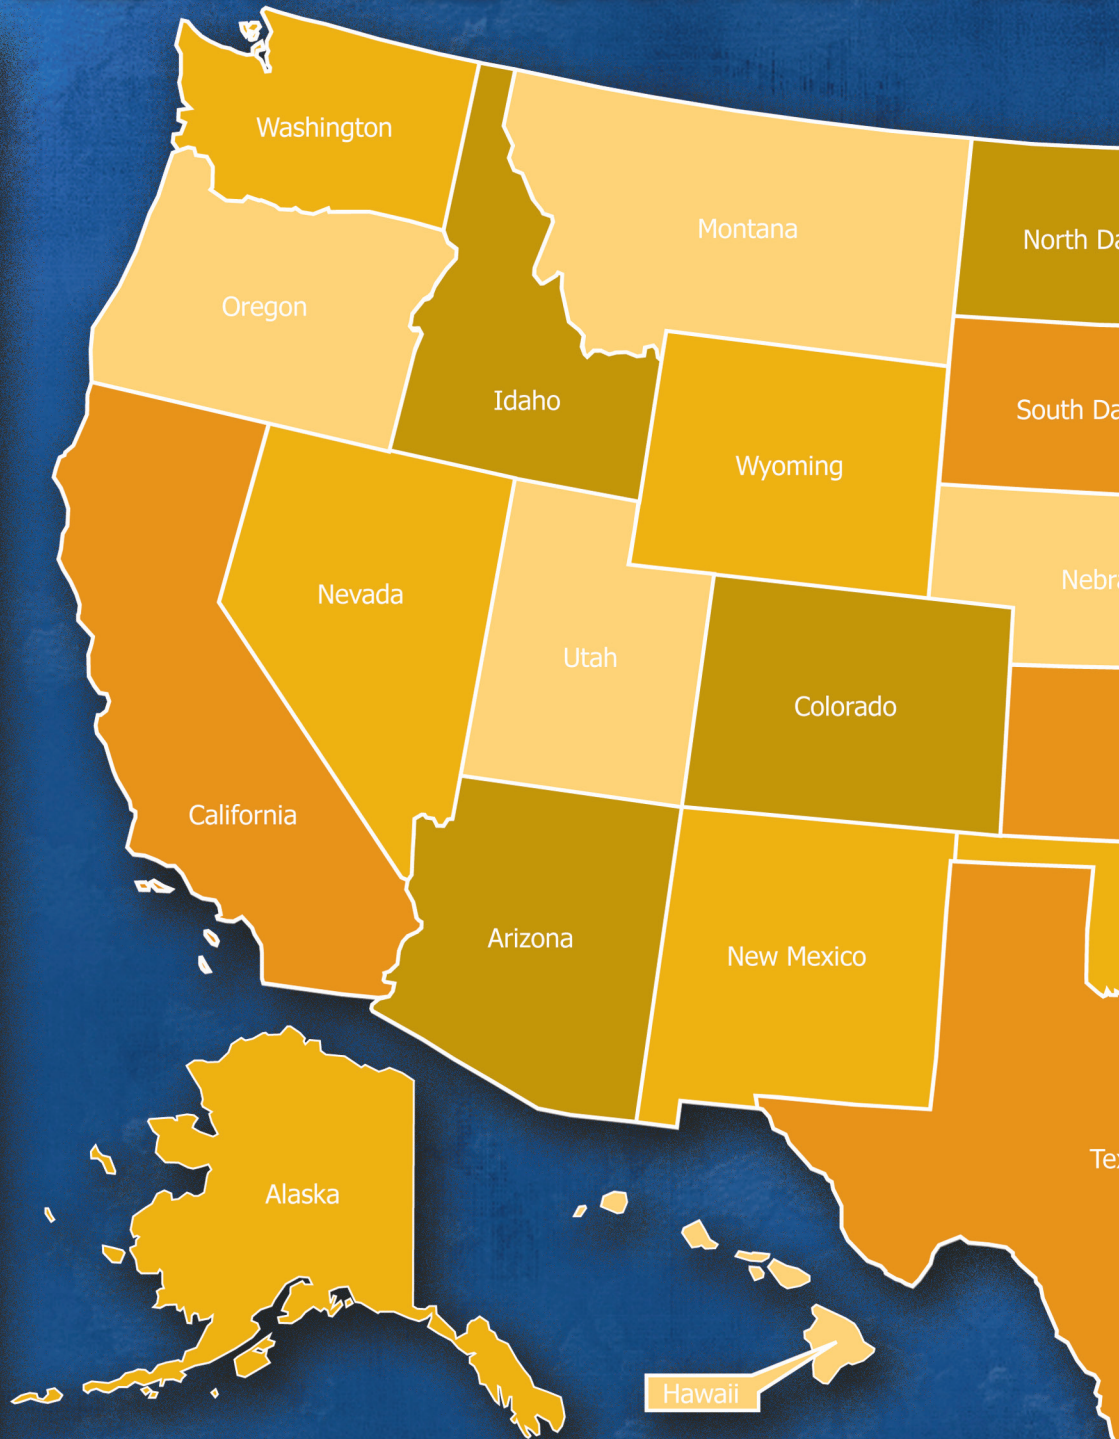 Washington
Montana
North Da
Oregon
Idaho
South Da
Wyoming
Nebr
Nevada
Utah
Colorado
California
Arizona
New Mexico
Tex
Alaska
Hawaii